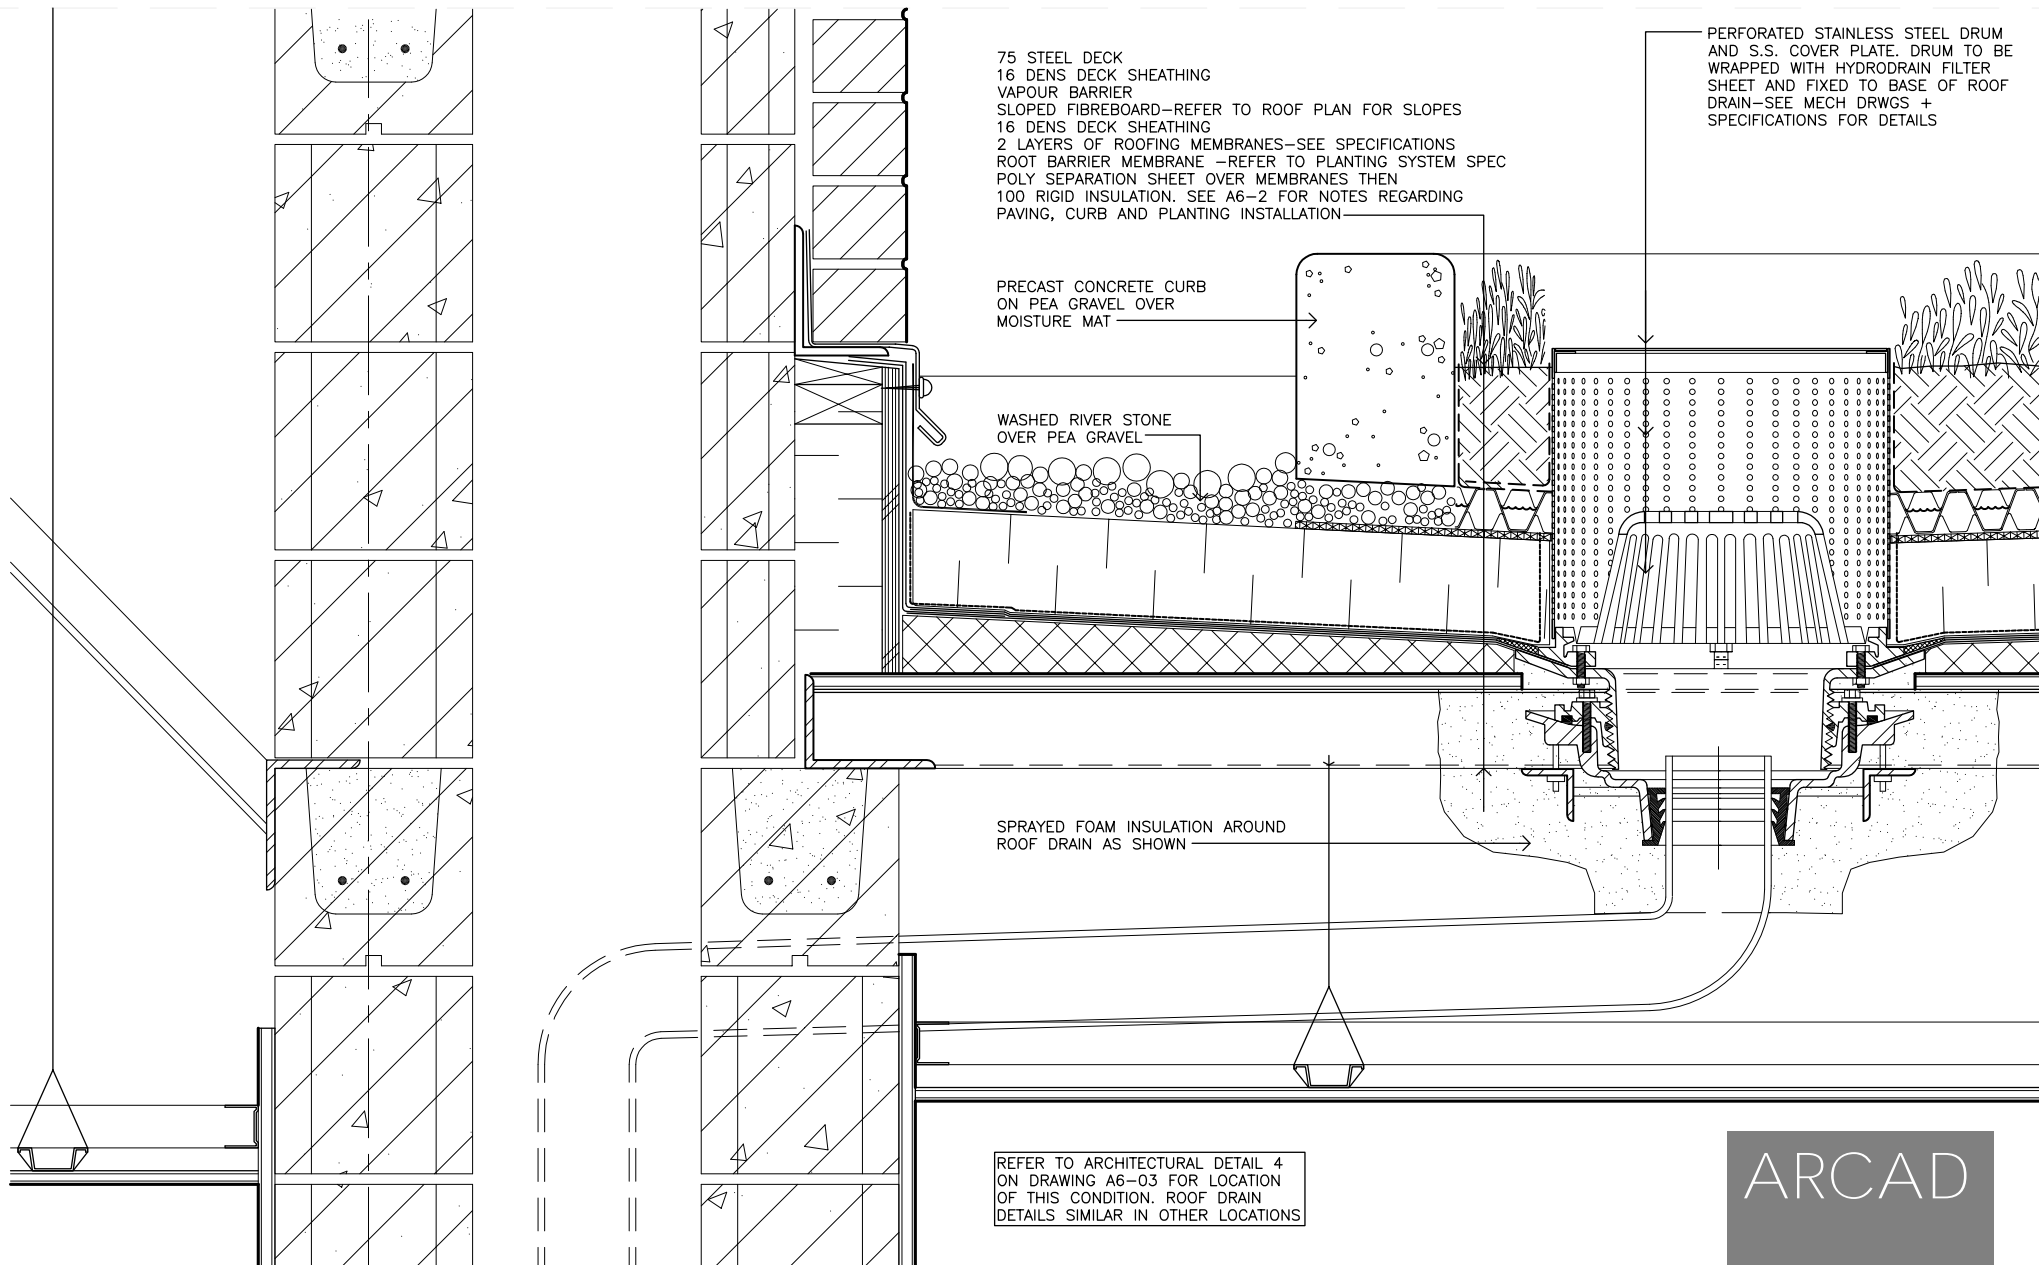 75 STEEL DECK
16 DENS DECK SHEATHING
VAPOUR BARRIER
SLOPED FIBREBOARD-REFER TO ROOF PLAN FOR SLOPES
16 DENS DECK SHEATHING
2 LAYERS OF ROOFING MEMBRANES-SEE SPECIFICATIONS
ROOT BARRIER MEMBRANE -REFER TO PLANTING SYSTEM SPEC
POLY SEPARATION SHEET OVER MEMBRANES THEN
100 RIGID INSULATION. SEE A6-2 FOR NOTES REGARDING
PAVING, CURB AND PLANTING INSTALLATION
PERFORATED STAINLESS STEEL DRUM
AND S.S. COVER PLATE. DRUM TO BE
WRAPPED WITH HYDRODRAIN FILTER
SHEET AND FIXED TO BASE OF ROOF
DRAIN-SEE MECH DRWGS +
SPECIFICATIONS FOR DETAILS
PRECAST CONCRETE CURB
ON PEA GRAVEL OVER
MOISTURE MAT
WASHED RIVER STONE
OVER PEA GRAVEL
SPRAYED FOAM INSULATION AROUND
ROOF DRAIN AS SHOWN
REFER TO ARCHITECTURAL DETAIL 4
ON DRAWING A6-03 FOR LOCATION
OF THIS CONDITION. ROOF DRAIN
DETAILS SIMILAR IN OTHER LOCATIONS
ARCAD